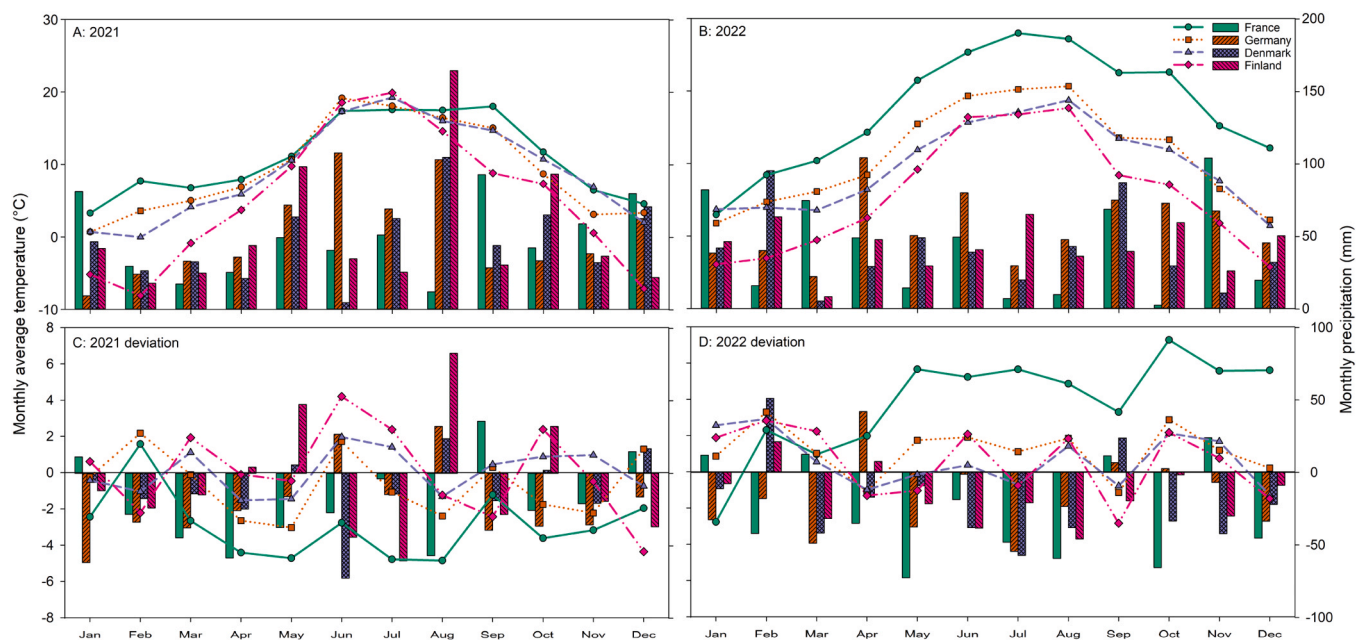 A: 2021
B: 2022
France
Germany
Denmark
Finland
30
20
10
0
-10
200
150
100
50
0
Monthly average temperature (°C)
Monthly precipitation (mm)
C: 2021 deviation
D: 2022 deviation
8
6
4
2
0
-2
-4
-6
-8
100
50
0
-50
-100
Jan Feb Mar Apr May Jun Jul Aug Sep Oct Nov Dec
Jan Feb Mar Apr May Jun Jul Aug Sep Oct Nov Dec